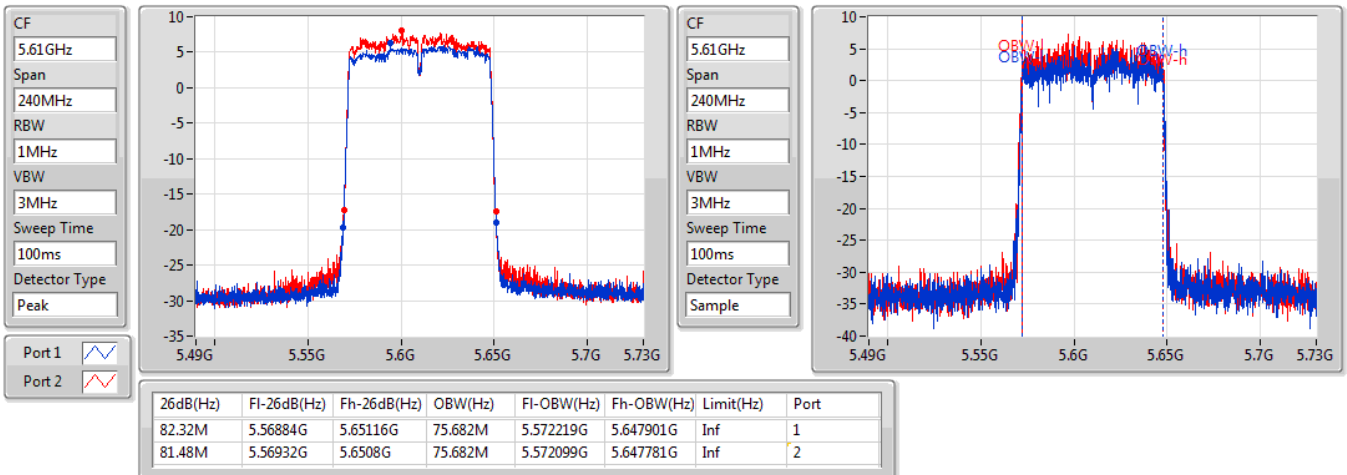 CF
5.61GHz
Span
240MHz
RBW
1MHz
VBW
3MHz
Sweep Time
100ms
Detector Type
Peak
Port 1
Port 2
10
5
0
-5
-10
-15
-20
-25
-30
-35
5.49G 5.55G 5.6G 5.65G 5.7G 5.73G
CF
5.61GHz
Span
240MHz
RBW
1MHz
VBW
3MHz
Sweep Time
100ms
Detector Type
Sample
10
5
0
-5
-10
-15
-20
-25
-30
-35
-40
OBW-h
5.49G 5.55G 5.6G 5.65G 5.7G 5.73G
26dB(Hz) Fl-26dB(Hz) Fh-26dB(Hz) OBW(Hz) Fl-OBW(Hz) Fh-OBW(Hz) Limit(Hz) Port
82.32M 5.56884G 5.65116G 75.682M 5.572219G 5.647901G Inf 1
81.48M 5.56932G 5.6508G 75.682M 5.572099G 5.647781G Inf 2